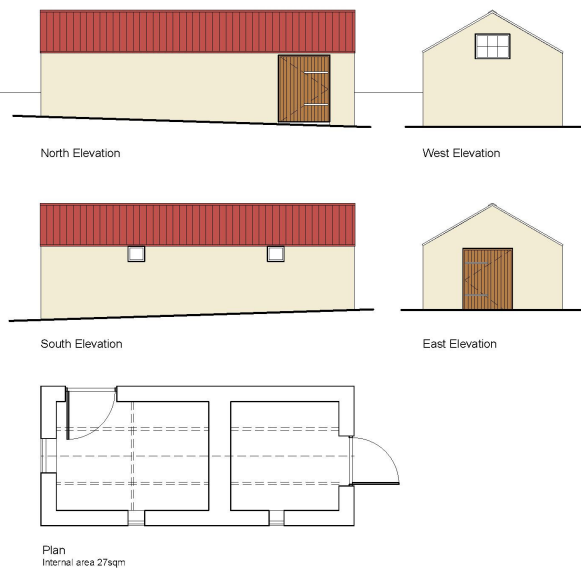 North Elevation
West Elevation
South Elevation
East Elevation
Plan
Internal area 27sqm